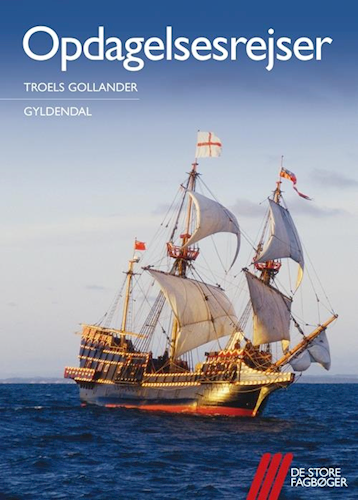 Opdagelsesrejser
TROELS GOLLANDER
GYLDENDAL
DE STORE
FAGBØGER